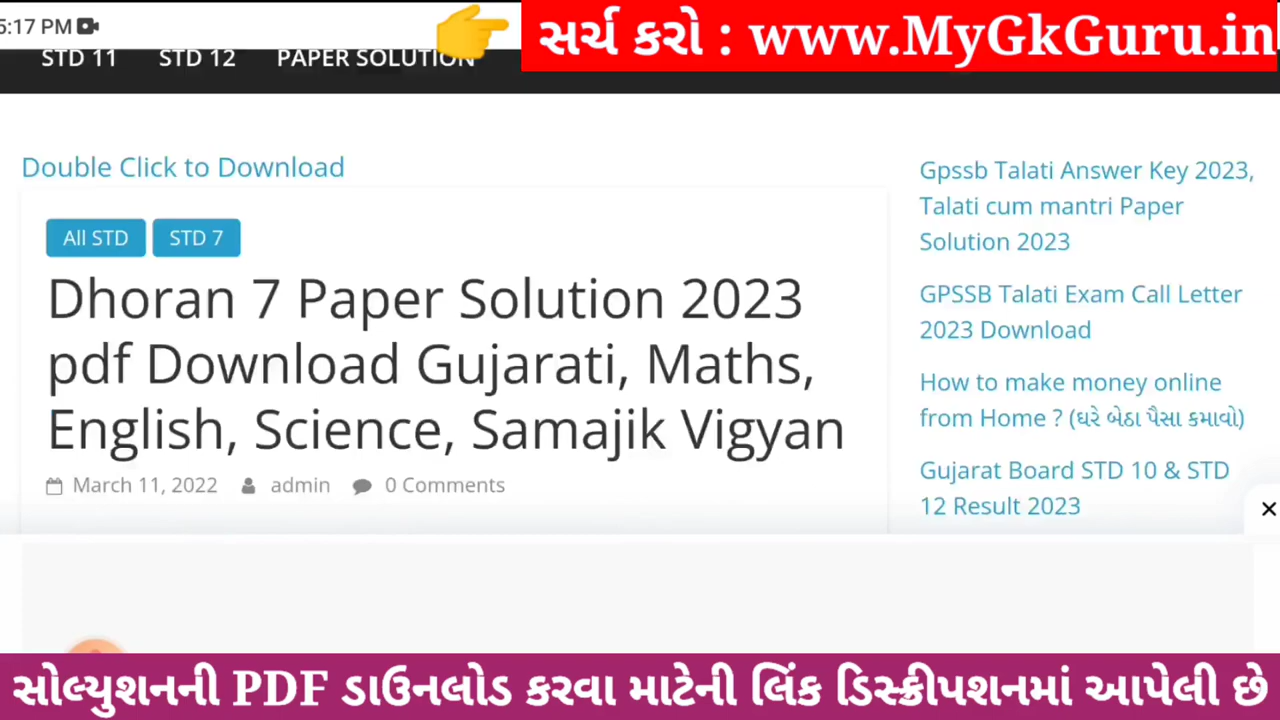 5:17 PM
સર્ચ કરો : www.MyGkGuru.in
STD 11 STD 12 PAPER SOLUTION
Double Click to Download
All STD STD 7
Dhoran 7 Paper Solution 2023
pdf Download Gujarati, Maths,
English, Science, Samajik Vigyan
March 11, 2022 admin 0 Comments
Gpssb Talati Answer Key 2023,
Talati cum mantri Paper
Solution 2023
GPSSB Talati Exam Call Letter
2023 Download
How to make money online
from Home ? (ઘરે બેઠા પૈસા કમાવો)
Gujarat Board STD 10 & STD
12 Result 2023
સોલ્યુશનની PDF ડાઉનલોડ કરવા માટેની લિંક ડિસ્ક્રીપશનમાં આપેલી છે